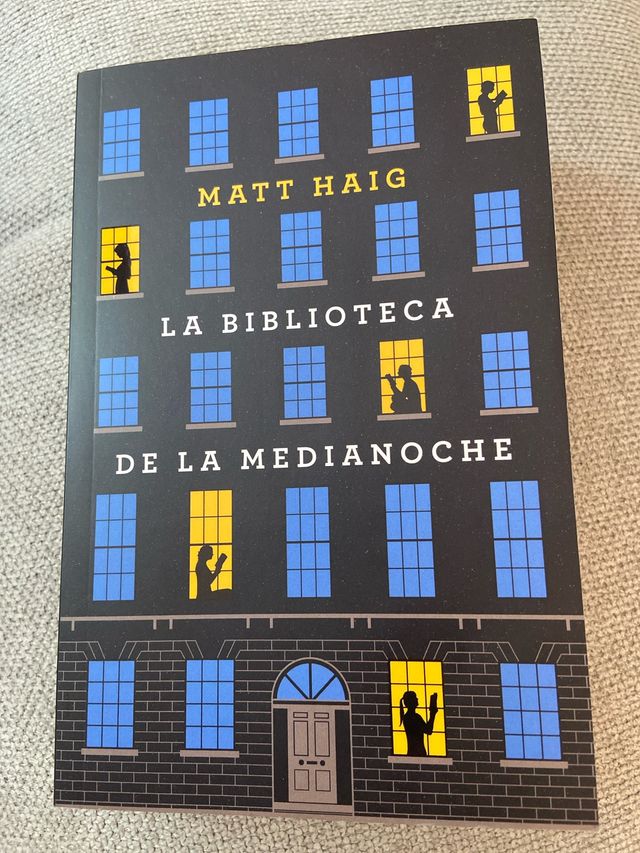 MATT HAIG
LA BIBLIOTECA
DE LA MEDIANOCHE